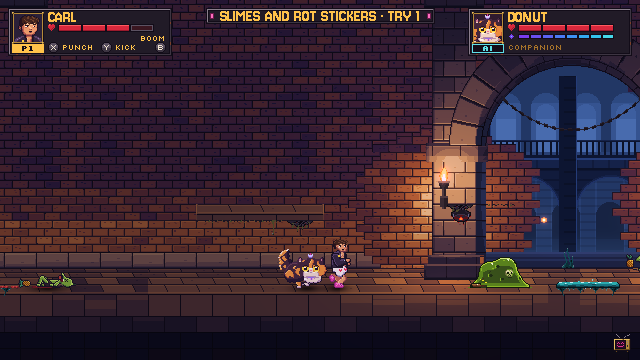 CARL
SLIMES AND ROT STICKERS · TRY 1
DONUT
BOOM
P1
X PUNCH Y KICK B
AI
COMPANION